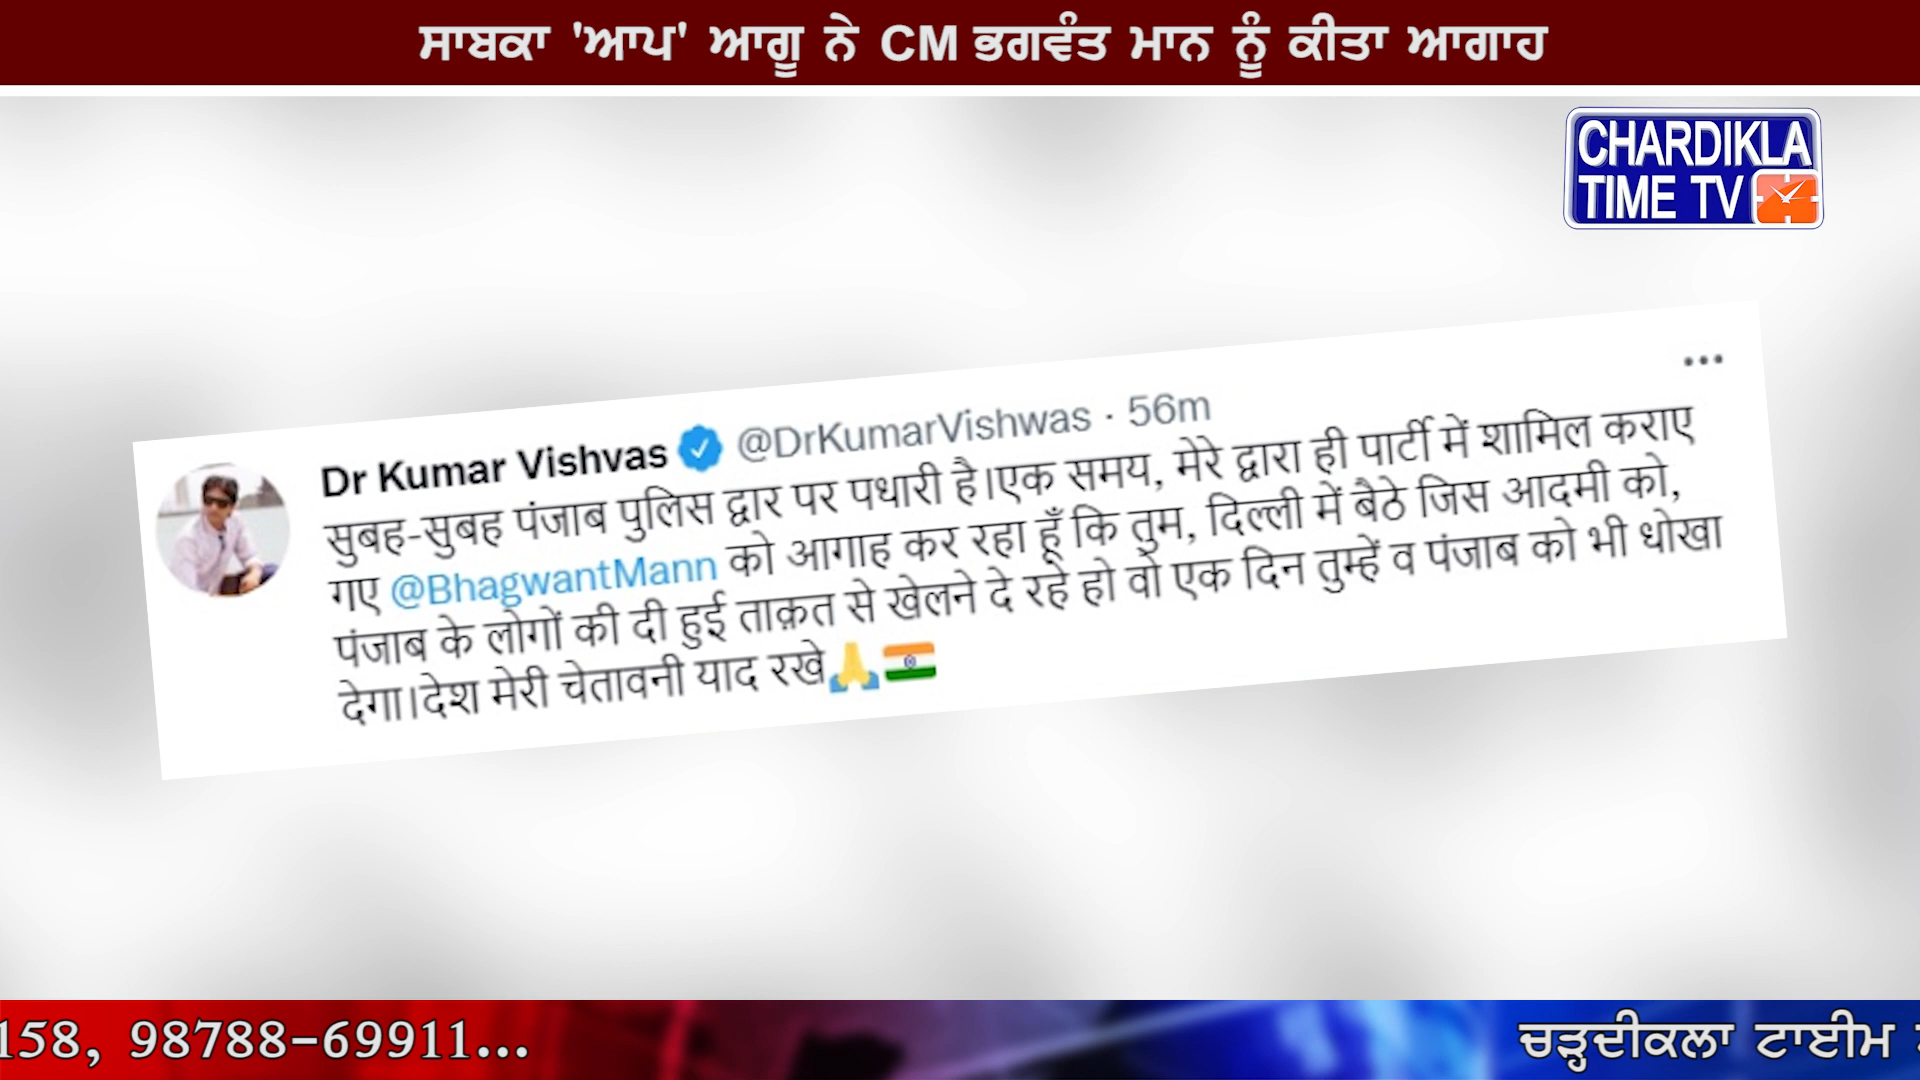 ਸਾਬਕਾ 'ਆਪ' ਆਗੂ ਨੇ CM ਭਗਵੰਤ ਮਾਨ ਨੂੰ ਕੀਤਾ ਆਗਾਹ
CHARDIKLA
TIME TV
Dr Kumar Vishvas @DrKumarVishwas · 56m
सुबह-सुबह पंजाब पुलिस द्वार पर पधारी है।एक समय, मेरे द्वारा ही पार्टी में शामिल कराए
गए @BhagwantMann को आगाह कर रहा हूँ कि तुम, दिल्ली में बैठे जिस आदमी को,
पंजाब के लोगों की दी हुई ताक़त से खेलने दे रहे हो वो एक दिन तुम्हें व पंजाब को भी धोखा
देगा।देश मेरी चेतावनी याद रखे🙏🇮🇳
158, 98788-69911...
ਚੜ੍ਹਦੀਕਲਾ ਟਾਈਮ